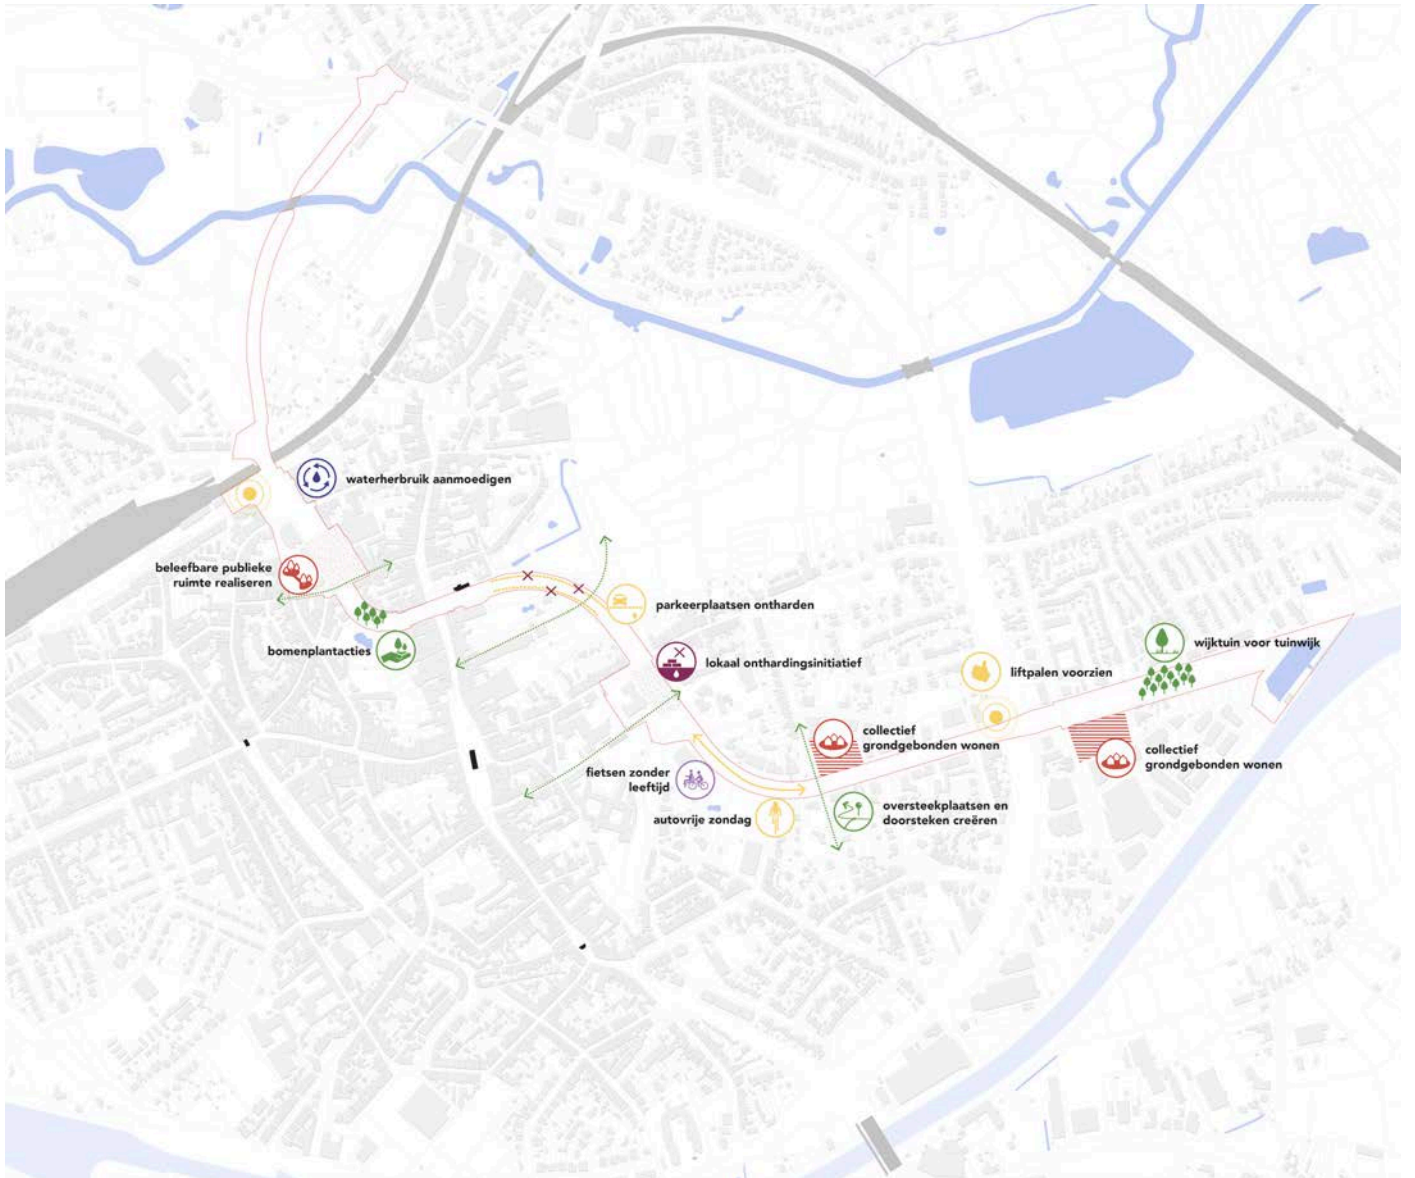 waterherbruik aanmoedigen
beleefbare publieke
ruimte realiseren
parkeerplaatsen ontharden
bomenplantacties
lokaal onthardingsinitiatief
wijktuin voor tuinwijk
liftpalen voorzien
collectief
grondgebonden wonen
collectief
grondgebonden wonen
fietsen zonder
leeftijd
autovrije zondag
oversteekplaatsen en
doorsteken creëren